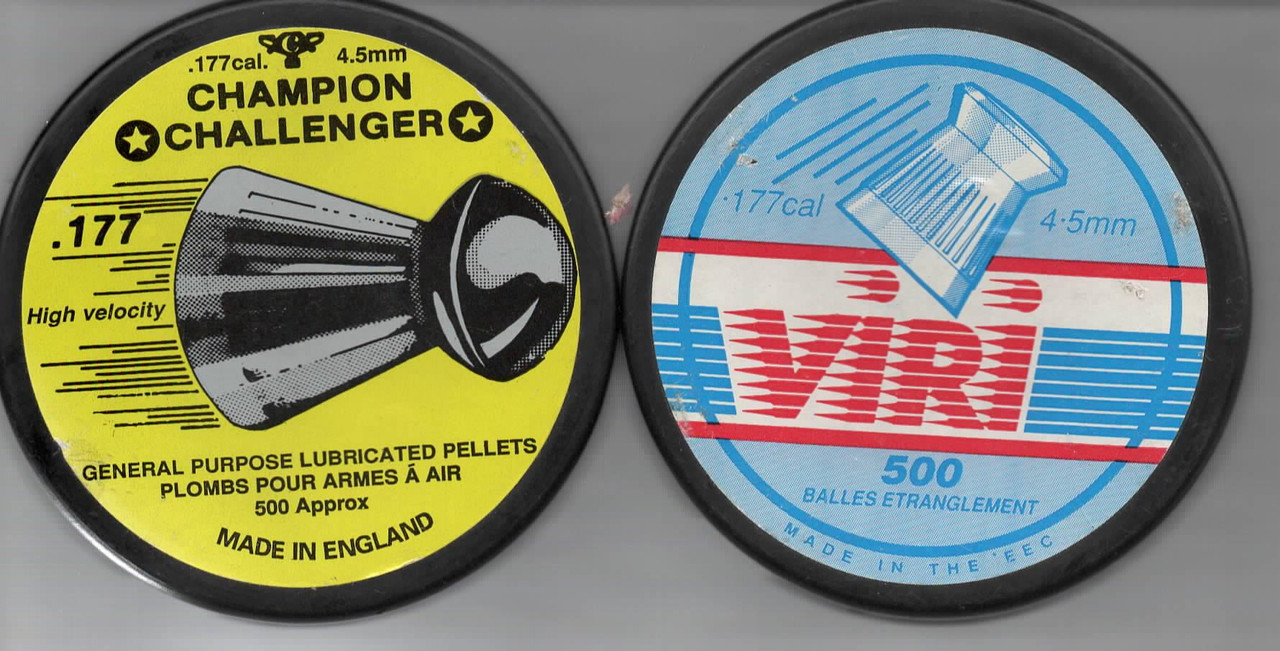 .177cal. 4.5mm
CHAMPION
CHALLENGER
.177
High velocity
GENERAL PURPOSE LUBRICATED PELLETS
PLOMBS POUR ARMES Á AIR
500 Approx
MADE IN ENGLAND
·177cal 4·5mm
VIRI
500
BALLES ETRANGLEMENT
MADE IN THE EEC